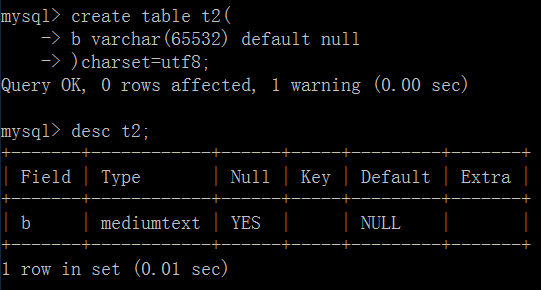 mysql> create table t2(
    -> b varchar(65532) default null
    -> )charset=utf8;
Query OK, 0 rows affected, 1 warning (0.00 sec)
mysql> desc t2;
+-------+------------+------+-----+---------+-------+
| Field | Type       | Null | Key | Default | Extra |
+-------+------------+------+-----+---------+-------+
| b     | mediumtext | YES  |     | NULL    |       |
+-------+------------+------+-----+---------+-------+
1 row in set (0.01 sec)